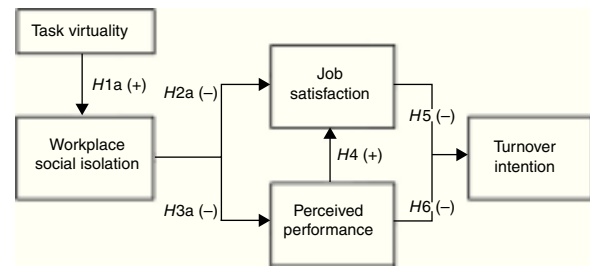 Task virtuality
H1a (+)
Workplace
social isolation
H2a (–)
H3a (–)
Job
satisfaction
H4 (+)
Perceived
performance
H5 (–)
H6 (–)
Turnover
intention